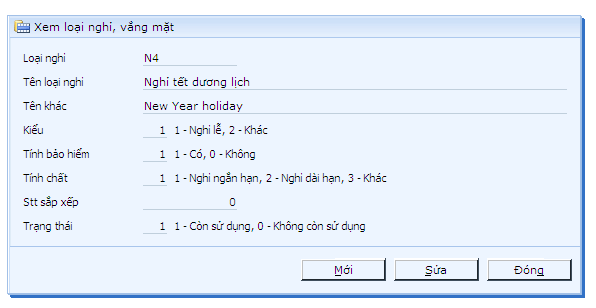 Xem loại nghỉ, vắng mặt
Loại nghỉ N4
Tên loại nghỉ Nghỉ tết dương lịch
Tên khác New Year holiday
Kiểu 1 1 - Nghỉ lễ, 2 - Khác
Tính bảo hiểm 1 1 - Có, 0 - Không
Tính chất 1 1 - Nghỉ ngắn hạn, 2 - Nghỉ dài hạn, 3 - Khác
Stt sắp xếp 0
Trạng thái 1 1 - Còn sử dụng, 0 - Không còn sử dụng
Mới Sửa Đóng